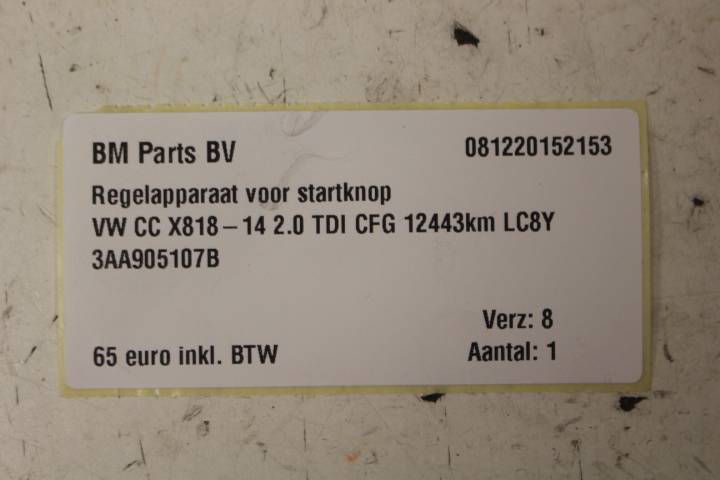 BM Parts BV 081220152153
Regelapparaat voor startknop
VW CC X818-14 2.0 TDI CFG 12443km LC8Y
3AA905107B
Verz: 8
65 euro inkl. BTW Aantal: 1